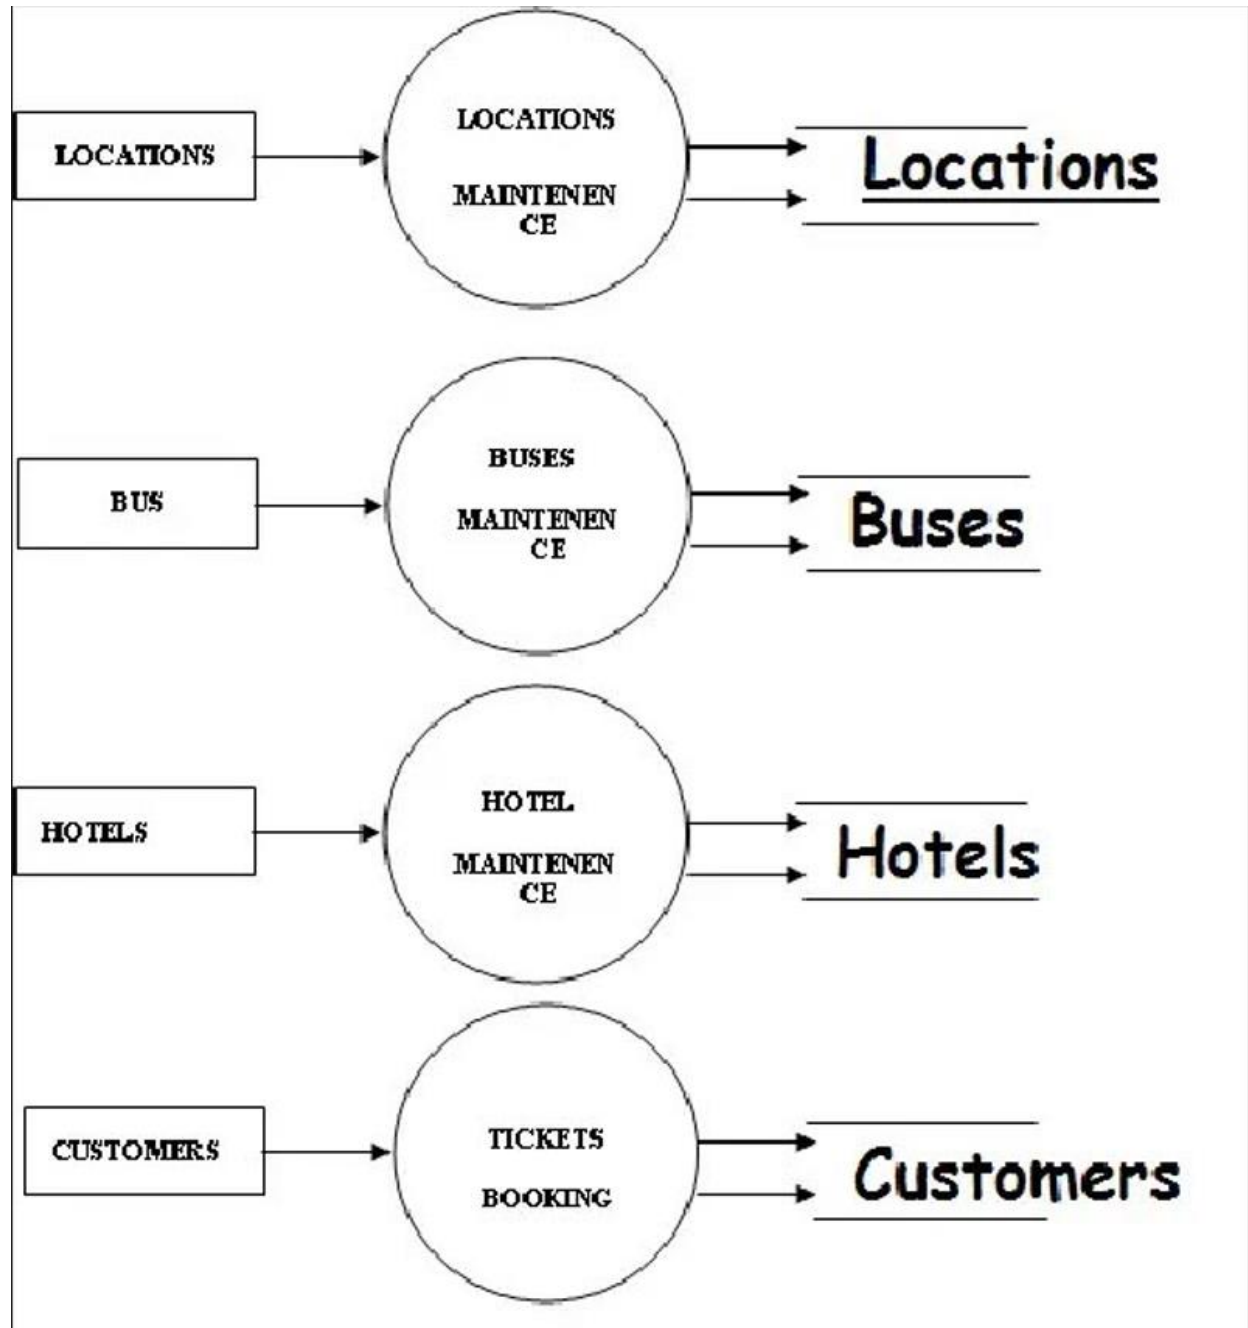 LOCATIONS
LOCATIONS
MAINTENEN
CE
Locations
BUS
BUSES
MAINTENEN
CE
Buses
HOTELS
HOTEL
MAINTENEN
CE
Hotels
CUSTOMERS
TICKETS
BOOKING
Customers